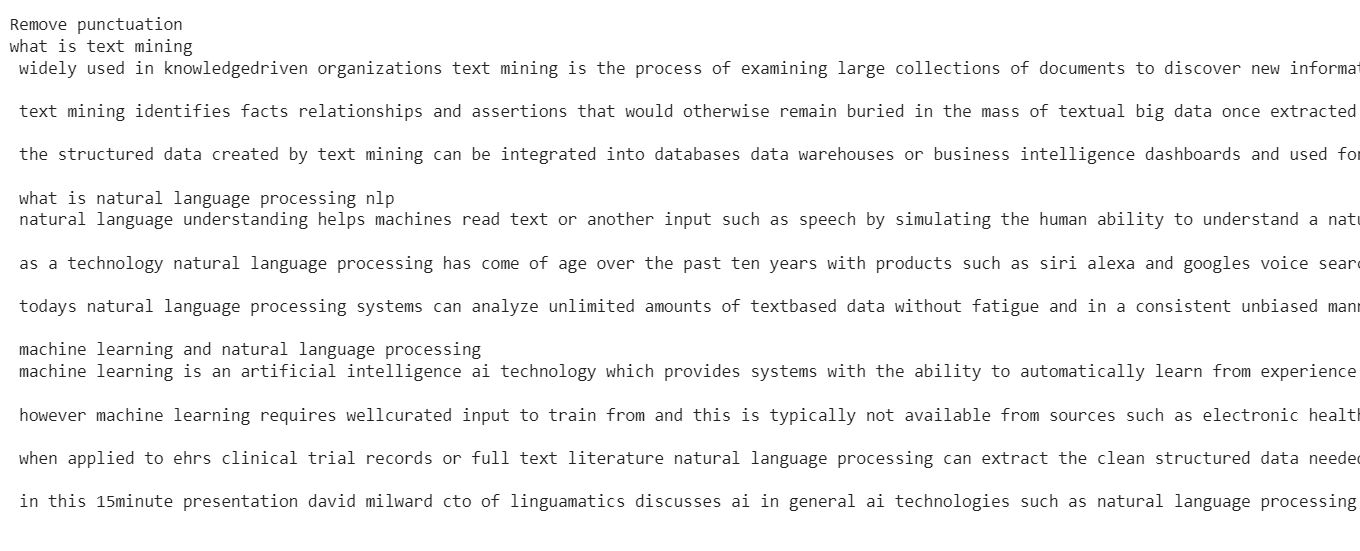 Remove punctuation
what is text mining
widely used in knowledgedriven organizations text mining is the process of examining large collections of documents to discover new informat
text mining identifies facts relationships and assertions that would otherwise remain buried in the mass of textual big data once extracted
the structured data created by text mining can be integrated into databases data warehouses or business intelligence dashboards and used for
what is natural language processing nlp
natural language understanding helps machines read text or another input such as speech by simulating the human ability to understand a natu
as a technology natural language processing has come of age over the past ten years with products such as siri alexa and googles voice searc
todays natural language processing systems can analyze unlimited amounts of textbased data without fatigue and in a consistent unbiased mann
machine learning and natural language processing
machine learning is an artificial intelligence ai technology which provides systems with the ability to automatically learn from experience
however machine learning requires wellcurated input to train from and this is typically not available from sources such as electronic health
when applied to ehrs clinical trial records or full text literature natural language processing can extract the clean structured data needed
in this 15minute presentation david milward cto of linguamatics discusses ai in general ai technologies such as natural language processing